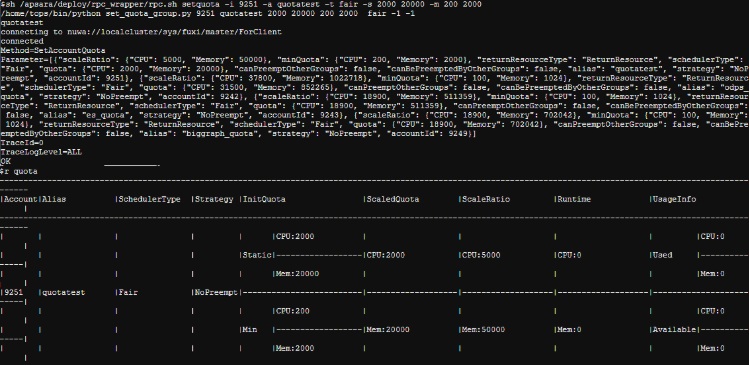 $sh /apsara/deploy/rpc_wrapper/rpc.sh setquota -i 9251 -a quotatest -t fair -s 2000 20000 -m 200 2000
/home/tops/bin/python set_quota_group.py 9251 quotatest 2000 20000 200 2000  fair -1 -1
quotatest
connecting to nuwa://localcluster/sys/fuxi/master/ForClient
connected
Method=SetAccountQuota
Parameter=[{"scaleRatio": {"CPU": 5000, "Memory": 50000}, "minQuota": {"CPU": 200, "Memory": 2000}, "returnResourceType": "ReturnResource", "schedulerType":
"Fair", "quota": {"CPU": 2000, "Memory": 20000}, "canPreemptOtherGroups": false, "canBePreemptedByOtherGroups": false, "alias": "quotatest", "strategy": "NoP
reempt", "accountId": 9251}, {"scaleRatio": {"CPU": 37800, "Memory": 1022718}, "minQuota": {"CPU": 100, "Memory": 1024}, "returnResourceType": "ReturnResourc
e", "schedulerType": "Fair", "quota": {"CPU": 31500, "Memory": 852265}, "canPreemptOtherGroups": false, "canBePreemptedByOtherGroups": false, "alias": "odps_
quota", "strategy": "NoPreempt", "accountId": 9242}, {"scaleRatio": {"CPU": 18900, "Memory": 511359}, "minQuota": {"CPU": 100, "Memory": 1024}, "returnResour
ceType": "ReturnResource", "schedulerType": "Fair", "quota": {"CPU": 18900, "Memory": 511359}, "canPreemptOtherGroups": false, "canBePreemptedByOtherGroups":
false, "alias": "es_quota", "strategy": "NoPreempt", "accountId": 9243}, {"scaleRatio": {"CPU": 18900, "Memory": 702042}, "minQuota": {"CPU": 100, "Memory":
1024}, "returnResourceType": "ReturnResource", "schedulerType": "Fair", "quota": {"CPU": 18900, "Memory": 702042}, "canPreemptOtherGroups": false, "canBePre
emptedByOtherGroups": false, "alias": "biggraph_quota", "strategy": "NoPreempt", "accountId": 9249}]
TraceId=0
TraceLogLevel=ALL
OK
$r quota
|Account|Alias |SchedulerType |Strategy |InitQuota |ScaledQuota |ScaleRatio |Runtime |UsageInfo |
| | | | | |CPU:2000 | | | | |CPU:0 |
| | | | |Static|-------------------|CPU:2000 |CPU:5000 |CPU:0 |Used |-------|
| | | | | |Mem:20000 | | | | |Mem:0 |
|9251 |quotatest |Fair |NoPreempt|
| | | | | |CPU:200 | | | | |CPU:0 |
| | | | |Min |-------------------|Mem:20000 |Mem:50000 |Mem:0 |Available|-------|
| | | | | |Mem:2000 | | | | |Mem:0 |